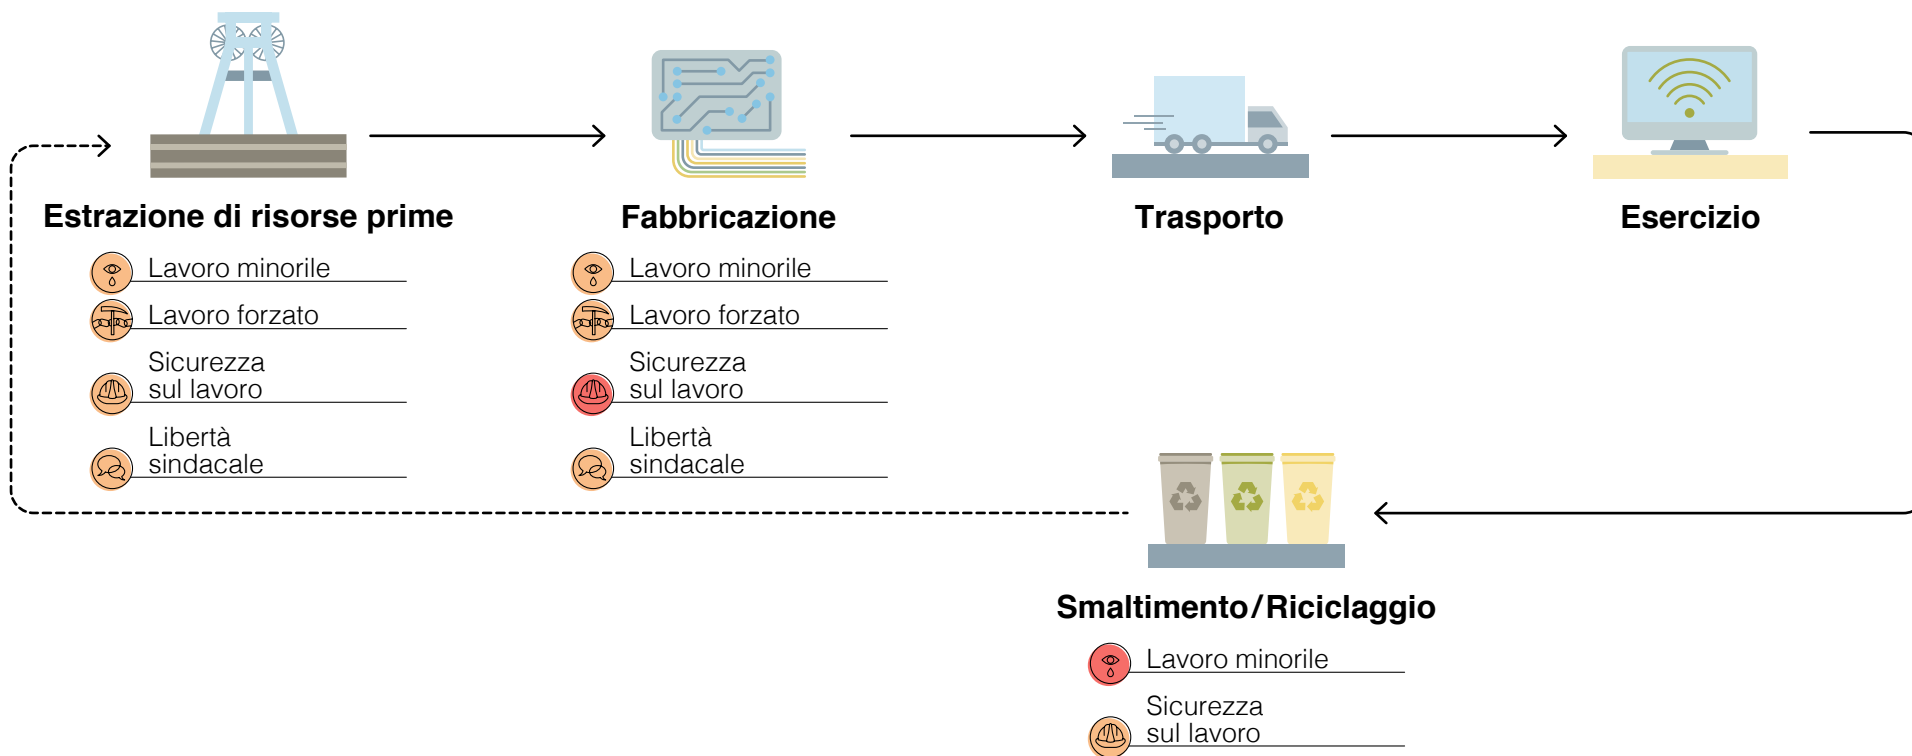 Estrazione di risorse prime
Lavoro minorile
Lavoro forzato
Sicurezza
sul lavoro
Libertà
sindacale
Fabbricazione
Lavoro minorile
Lavoro forzato
Sicurezza
sul lavoro
Libertà
sindacale
Trasporto
Esercizio
Smaltimento/Riciclaggio
Lavoro minorile
Sicurezza
sul lavoro